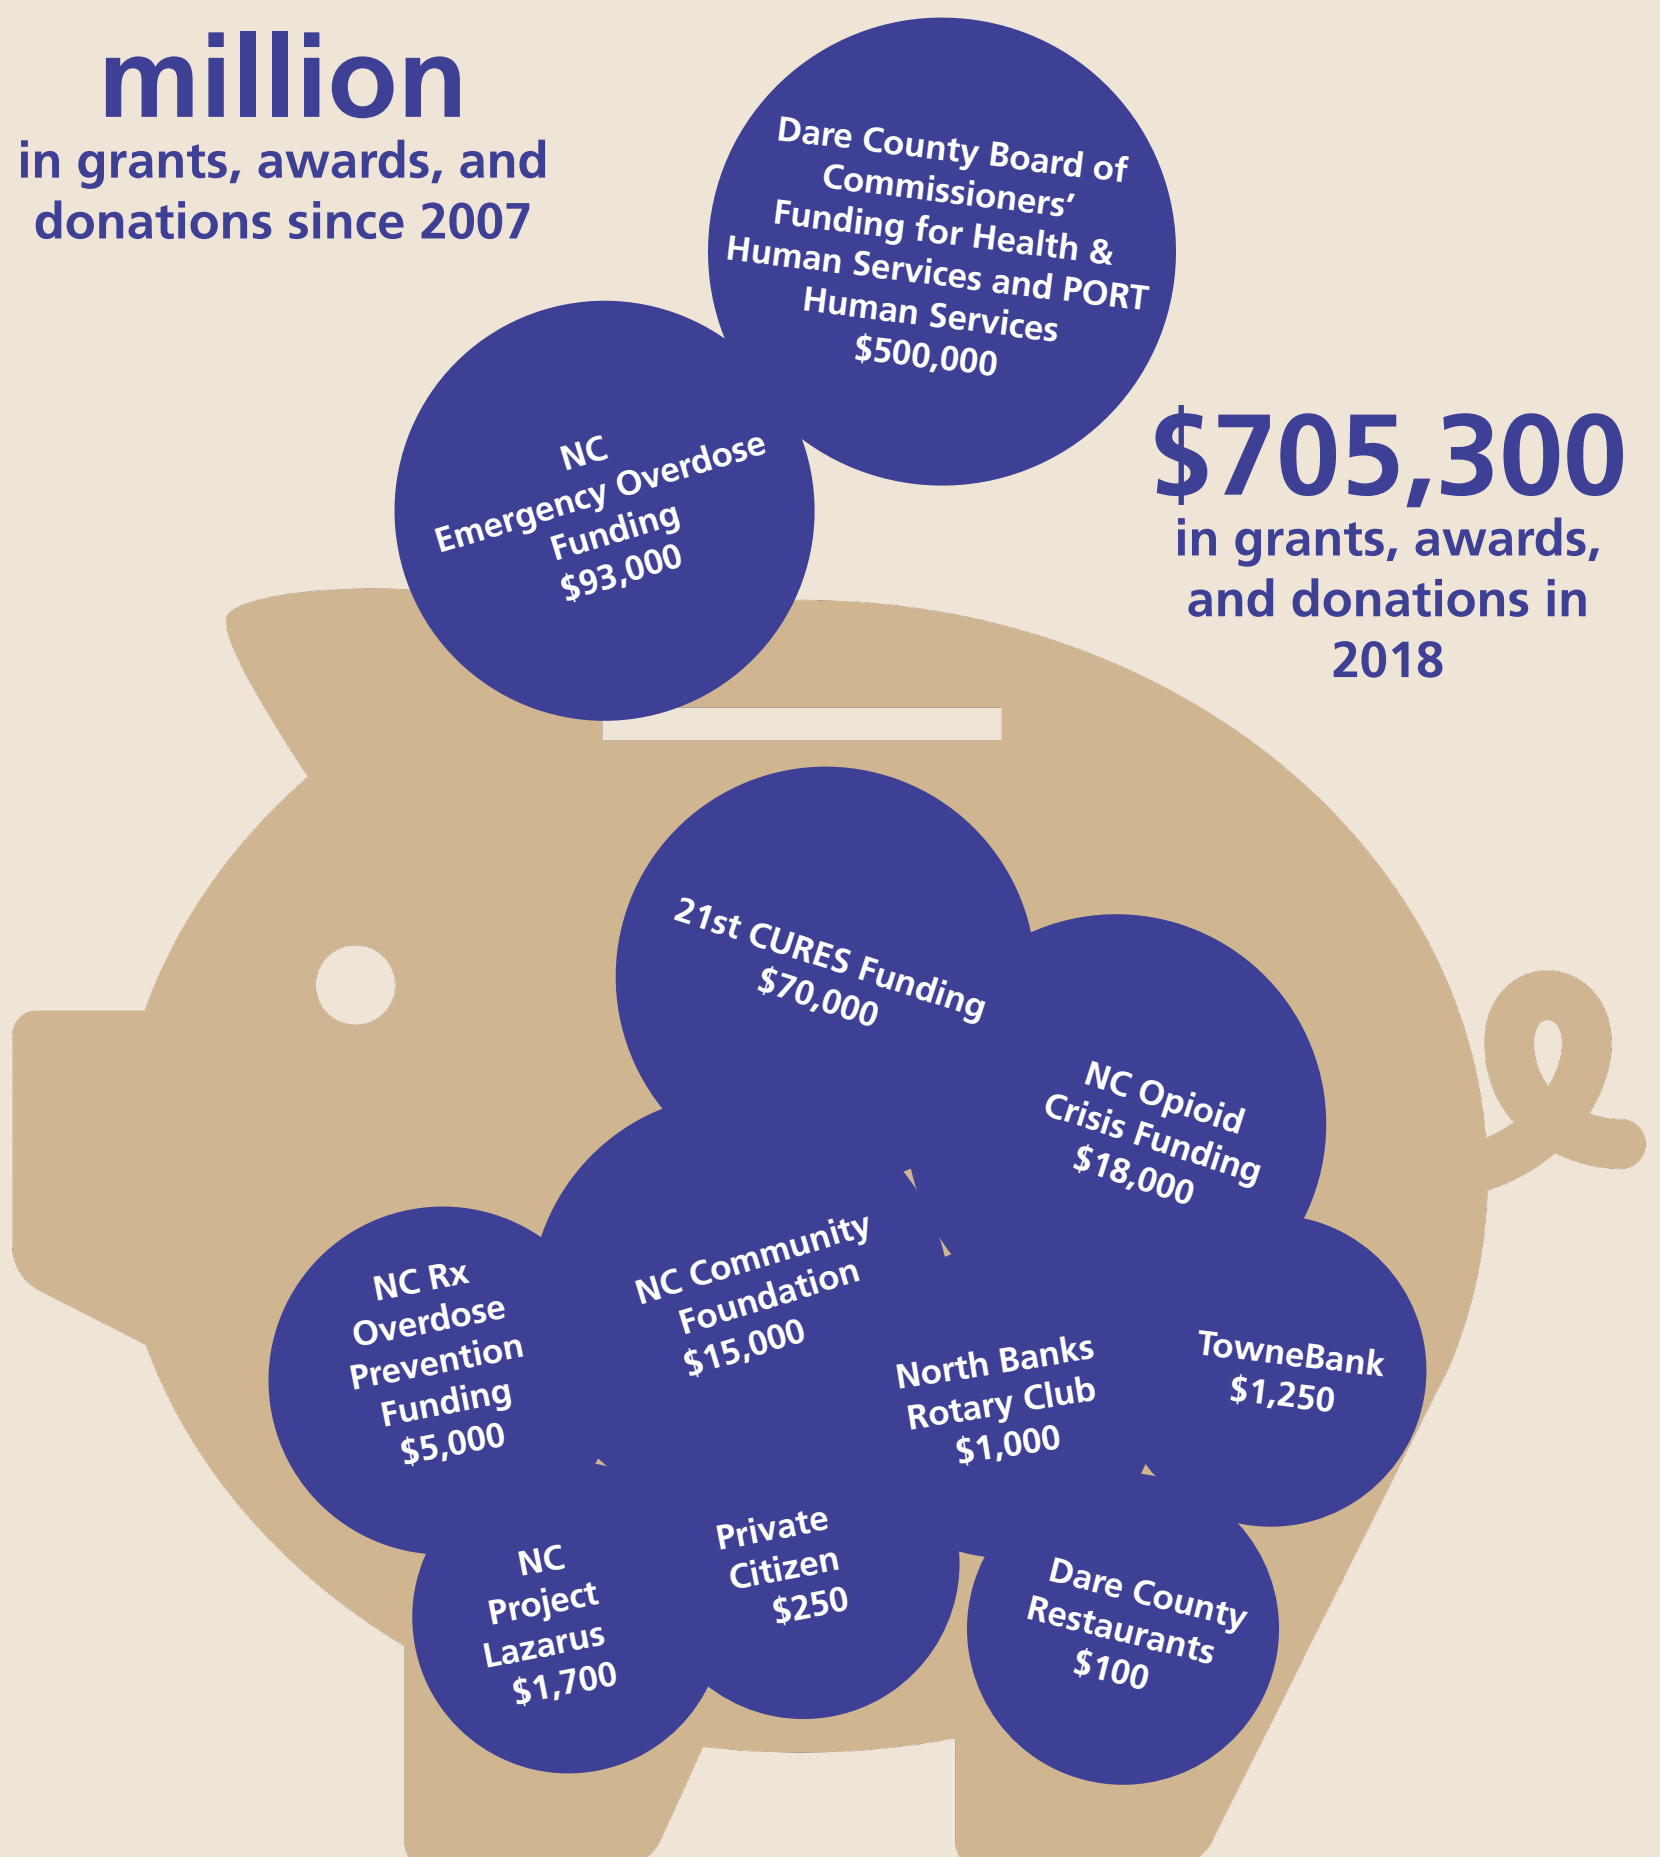 million
in grants, awards, and
donations since 2007
Dare County Board of
Commissioners’
Funding for Health &
Human Services and PORT
Human Services
$500,000
NC
Emergency Overdose
Funding
$93,000
$705,300
in grants, awards,
and donations in
2018
21st CURES Funding
$70,000
NC Opioid
Crisis Funding
$18,000
NC Community
Foundation
$15,000
NC Rx
Overdose
Prevention
Funding
$5,000
North Banks
Rotary Club
$1,000
TowneBank
$1,250
NC
Project
Lazarus
$1,700
Private
Citizen
$250
Dare County
Restaurants
$100